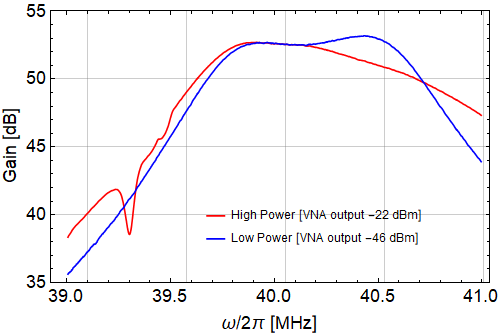 55
50
45
40
35
Gain [dB]
High Power [VNA output −22 dBm]
Low Power [VNA output −46 dBm]
39.0 39.5 40.0 40.5 41.0
ω/2π [MHz]